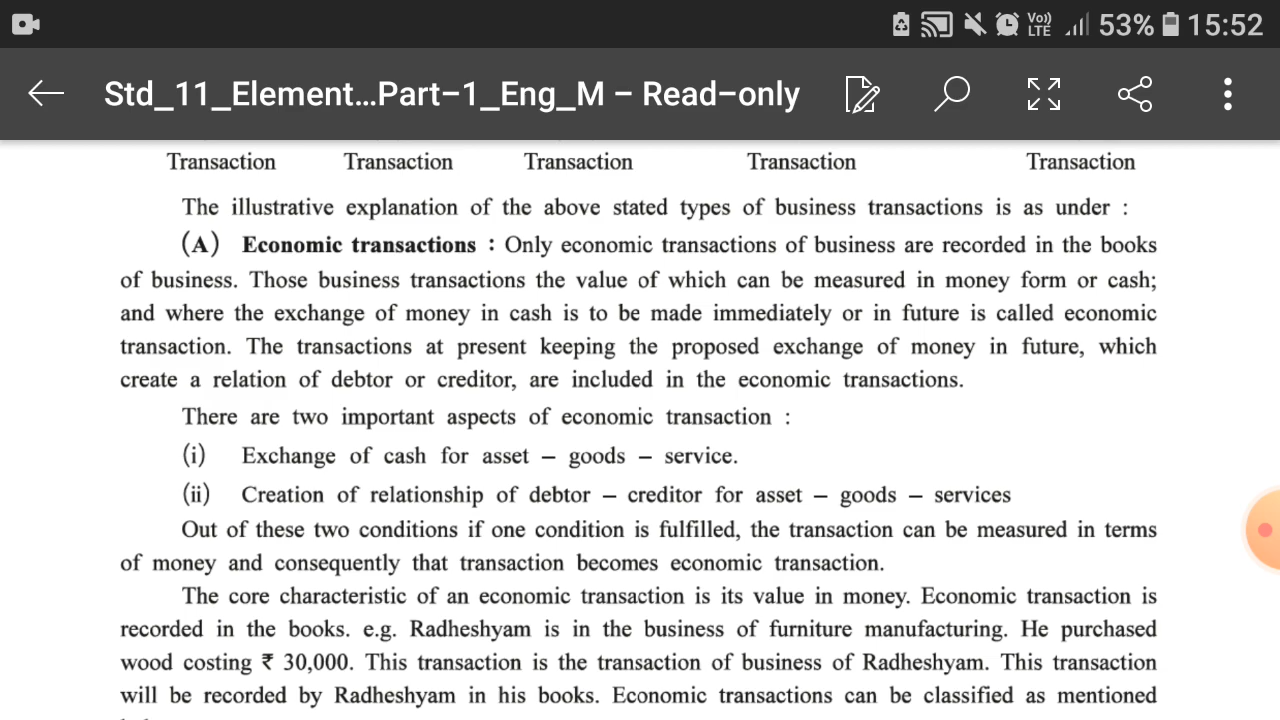 Vo)) LTE 53% 15:52
Std_11_Element...Part-1_Eng_M – Read-only
Transaction Transaction Transaction Transaction Transaction
The illustrative explanation of the above stated types of business transactions is as under :
(A) Economic transactions : Only economic transactions of business are recorded in the books
of business. Those business transactions the value of which can be measured in money form or cash;
and where the exchange of money in cash is to be made immediately or in future is called economic
transaction. The transactions at present keeping the proposed exchange of money in future, which
create a relation of debtor or creditor, are included in the economic transactions.
There are two important aspects of economic transaction :
(i) Exchange of cash for asset – goods – service.
(ii) Creation of relationship of debtor – creditor for asset – goods – services
Out of these two conditions if one condition is fulfilled, the transaction can be measured in terms
of money and consequently that transaction becomes economic transaction.
The core characteristic of an economic transaction is its value in money. Economic transaction is
recorded in the books. e.g. Radheshyam is in the business of furniture manufacturing. He purchased
wood costing ₹ 30,000. This transaction is the transaction of business of Radheshyam. This transaction
will be recorded by Radheshyam in his books. Economic transactions can be classified as mentioned